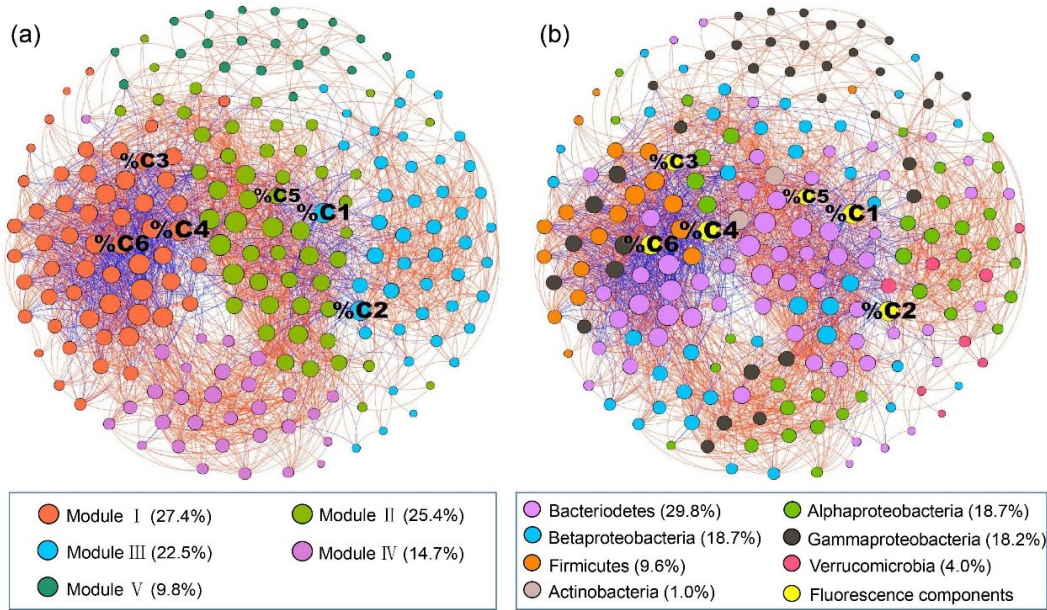 (a)
(b)
%C3
%C5
%C1
%C4
%C6
%C2
%C3
%C5
%C1
%C4
%C6
%C2
Module Ⅰ (27.4%)
Module Ⅱ (25.4%)
Module Ⅲ (22.5%)
Module Ⅳ (14.7%)
Module Ⅴ (9.8%)
Bacteriodetes (29.8%)
Alphaproteobacteria (18.7%)
Betaproteobacteria (18.7%)
Gammaproteobacteria (18.2%)
Firmicutes (9.6%)
Verrucomicrobia (4.0%)
Actinobacteria (1.0%)
Fluorescence components